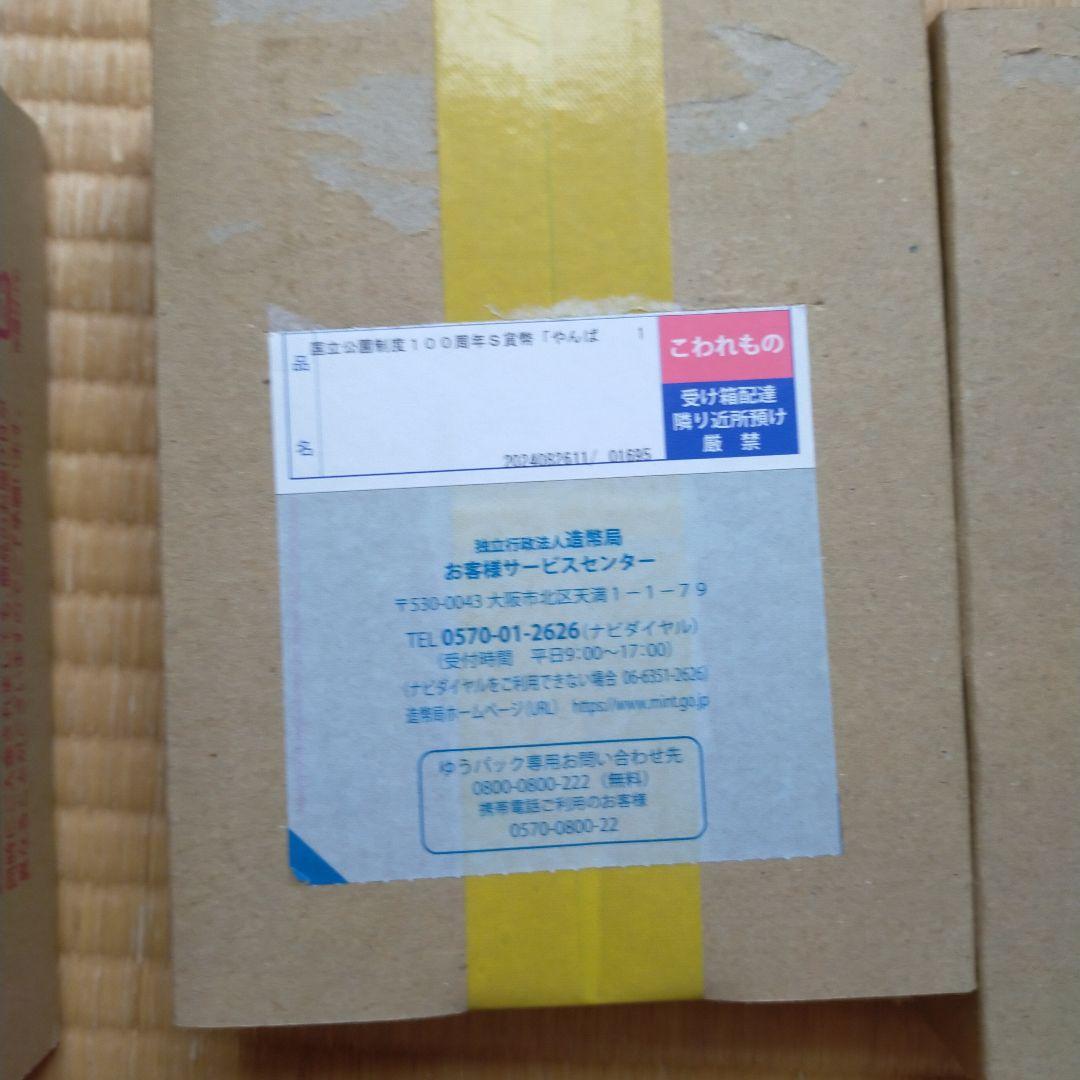 品名
国立公園制度１００周年Ｓ貨幣「やんば 1
2024082611/ 01695
こわれもの
受け箱配達
隣り近所預け
厳 禁
独立行政法人造幣局
お客様サービスセンター
〒530-0043 大阪市北区天満１－１－７９
TEL 0570-01-2626(ナビダイヤル)
(受付時間 平日9:00～17:00)
(ナビダイヤルをご利用できない場合 06-6351-2626)
造幣局ホームページ(URL) https://www.mint.go.jp
ゆうパック専用お問い合わせ先
0800-0800-222 (無料)
携帯電話ご利用のお客様
0570-0800-22